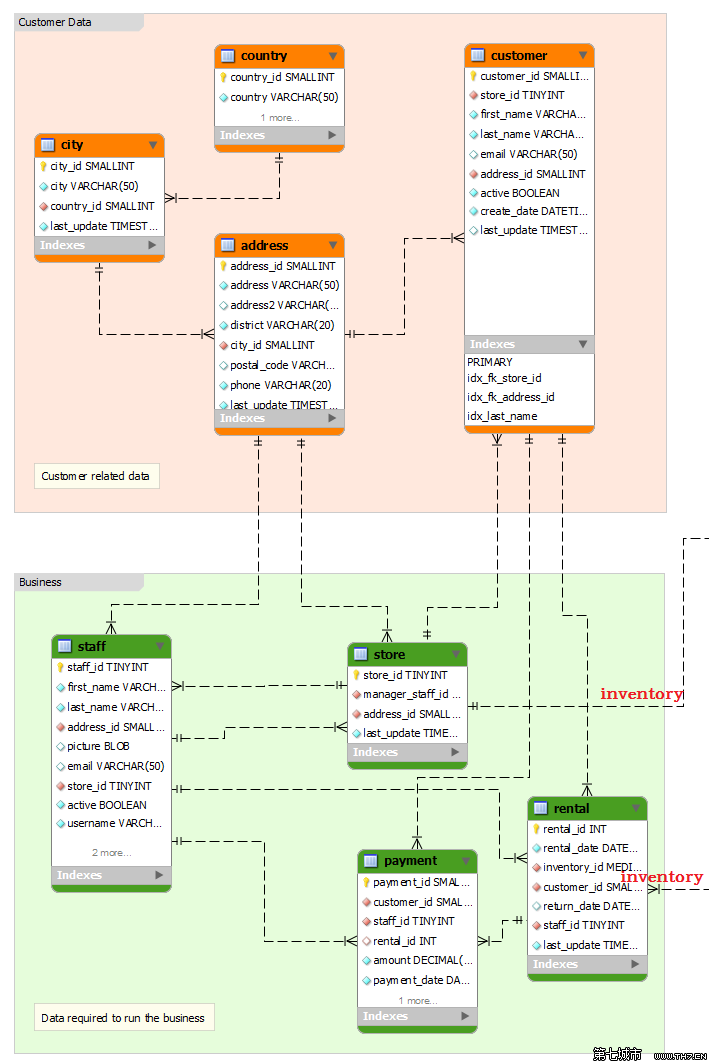 Customer Data
country
country_id SMALLINT
country VARCHAR(50)
1 more...
Indexes
customer
customer_id SMALLI...
store_id TINYINT
first_name VARCHA...
last_name VARCHA...
email VARCHAR(50)
address_id SMALLINT
active BOOLEAN
create_date DATETI...
last_update TIMEST...
Indexes
PRIMARY
idx_fk_store_id
idx_fk_address_id
idx_last_name
city
city_id SMALLINT
city VARCHAR(50)
country_id SMALLINT
last_update TIMEST...
Indexes
address
address_id SMALLINT
address VARCHAR(50)
address2 VARCHAR(...
district VARCHAR(20)
city_id SMALLINT
postal_code VARCH...
phone VARCHAR(20)
last_update TIMEST...
Indexes
Customer related data
Business
staff
staff_id TINYINT
first_name VARCH...
last_name VARCH...
address_id SMALL...
picture BLOB
email VARCHAR(50)
store_id TINYINT
active BOOLEAN
username VARCH...
2 more...
Indexes
store
store_id TINYINT
manager_staff_id ...
address_id SMALL...
last_update TIME...
Indexes
inventory
payment
payment_id SMAL...
customer_id SMAL...
staff_id TINYINT
rental_id INT
amount DECIMAL(...
payment_date DA...
1 more...
Indexes
rental
rental_id INT
rental_date DATE...
inventory_id MEDI...
customer_id SMAL...
return_date DATE...
staff_id TINYINT
last_update TIME...
Indexes
inventory
Data required to run the business
第七城市 WWW.TH7.CN